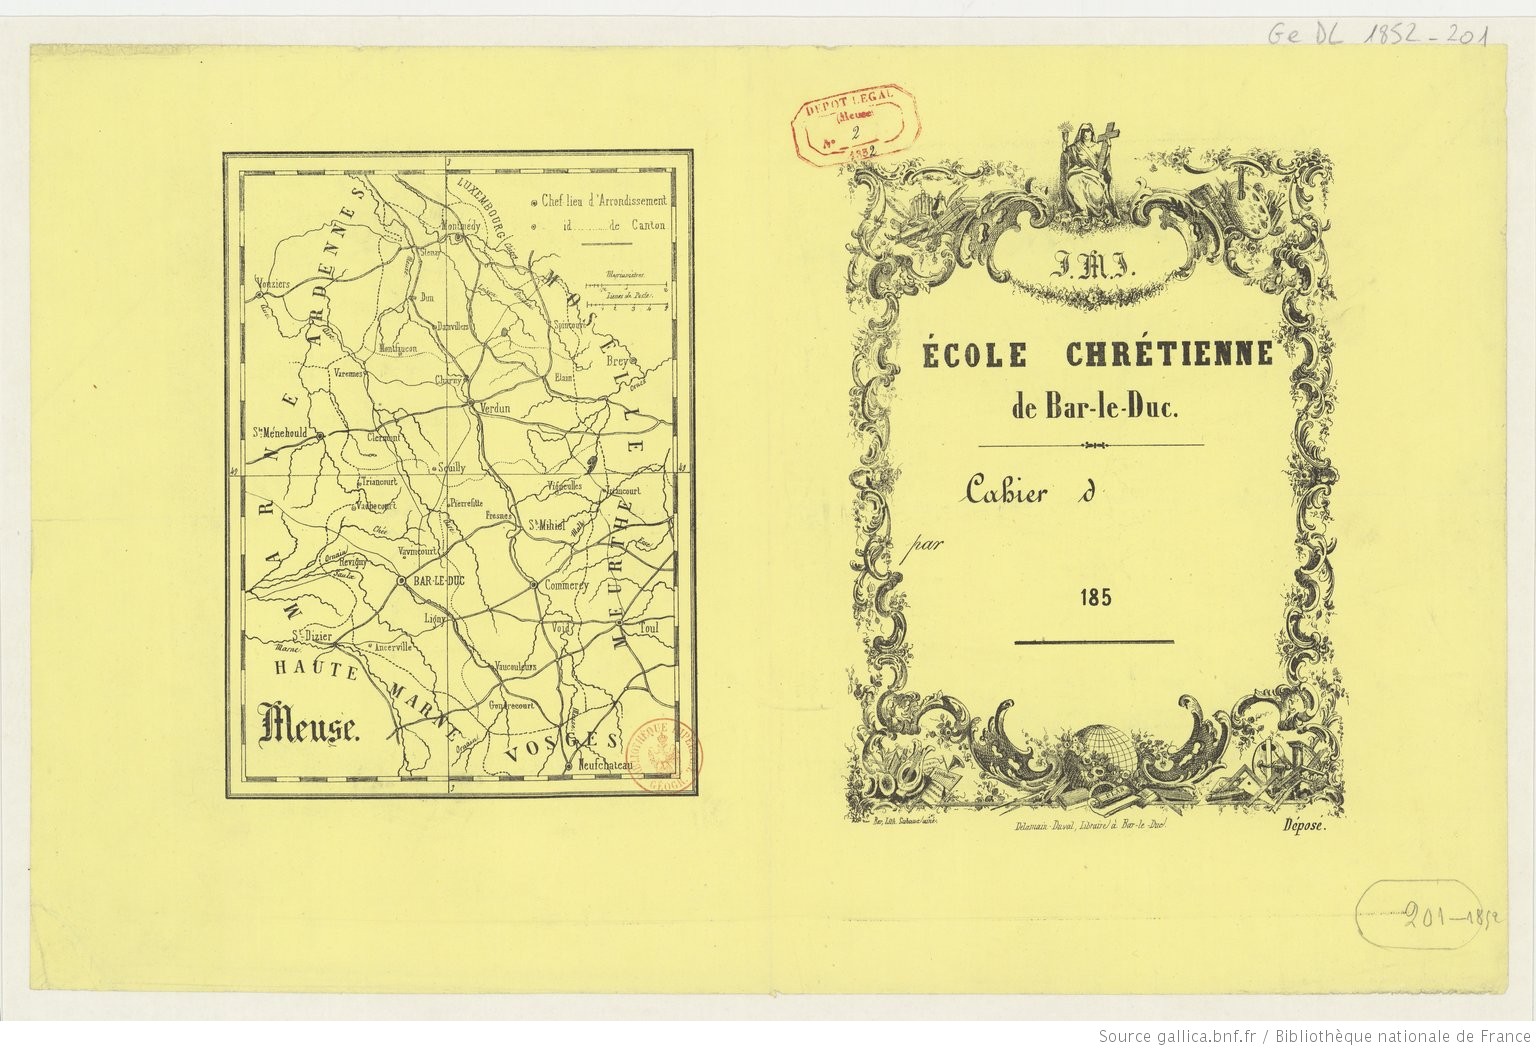 Ge DL 1852-201
DEPOT LEGAL
(Meuse)
No 2
1852
J.M.J.
ÉCOLE CHRÉTIENNE
de Bar-le-Duc.
Cahier d
par
185
Delamain-Duval, Libraire à Bar-le-Duc.
Déposé.
201-1852
LUXEMBOURG
Chef lieu d'Arrondissement
id........ de Canton
Myriamètres
Lieues de Poste
ARDENNES
MOSELLE
MARNE
MEURTHE
HAUTE MARNE
VOSGES
Montmédy
Stenay
Vouziers
Dun
Damvillers
Spincourt
Montfaucon
Briey
Varennes
Charny
Etain
Verdun
Ste Ménehould
Clermont
Souilly
Triaucourt
Vigneulles
Vaubecourt
Pierrefitte
Fresnes
St Mihiel
Chée
Vavincourt
Ornain
Revigny
Saulx
BAR-LE-DUC
Commercy
Ligny
Void
Toul
St Dizier
Marne
Ancerville
Vaucouleurs
Gondrecourt
Neufchateau
Meuse.
Source gallica.bnf.fr / Bibliothèque nationale de France